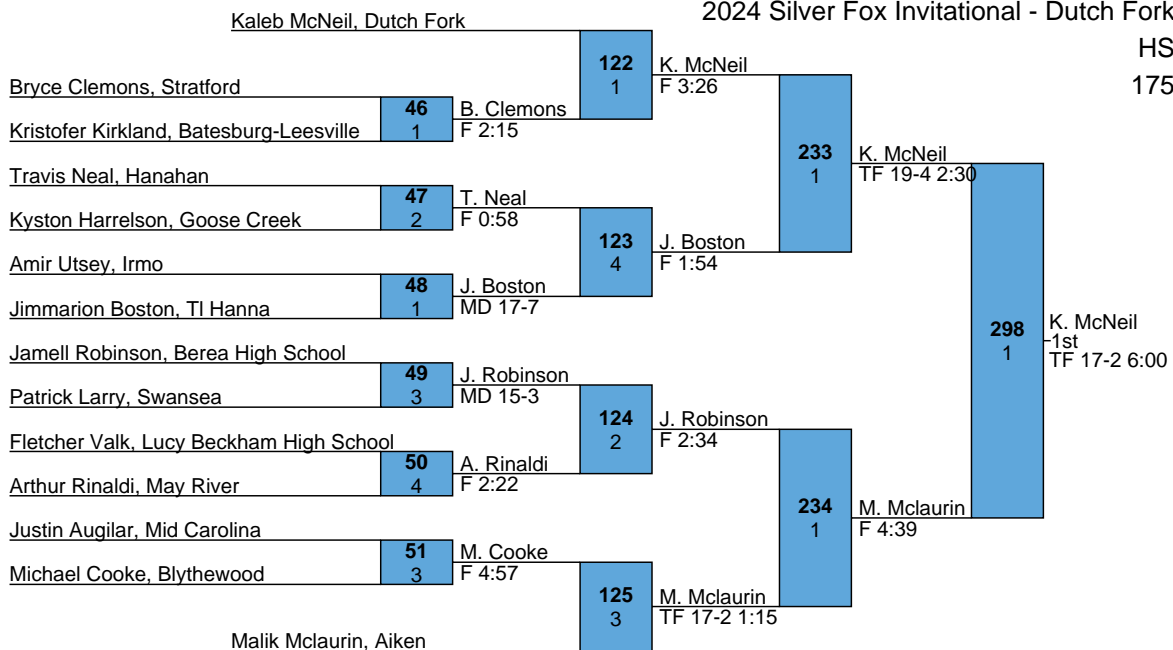 2024 Silver Fox Invitational - Dutch Fork
HS
175
Kaleb McNeil, Dutch Fork
122
1
K. McNeil
F 3:26
Bryce Clemons, Stratford
46
1
B. Clemons
F 2:15
Kristofer Kirkland, Batesburg-Leesville
233
1
K. McNeil
TF 19-4 2:30
Travis Neal, Hanahan
47
2
T. Neal
F 0:58
Kyston Harrelson, Goose Creek
123
4
J. Boston
F 1:54
Amir Utsey, Irmo
48
1
J. Boston
MD 17-7
Jimmarion Boston, Tl Hanna
298
1
K. McNeil
1st
TF 17-2 6:00
Jamell Robinson, Berea High School
49
3
J. Robinson
MD 15-3
Patrick Larry, Swansea
124
2
J. Robinson
F 2:34
Fletcher Valk, Lucy Beckham High School
50
4
A. Rinaldi
F 2:22
Arthur Rinaldi, May River
234
1
M. Mclaurin
F 4:39
Justin Augilar, Mid Carolina
51
3
M. Cooke
F 4:57
Michael Cooke, Blythewood
125
3
M. Mclaurin
TF 17-2 1:15
Malik Mclaurin, Aiken